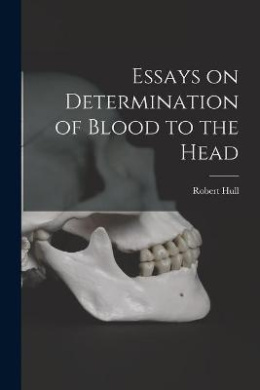 Essays on
Determination
of Blood to the
Head
Robert Hull